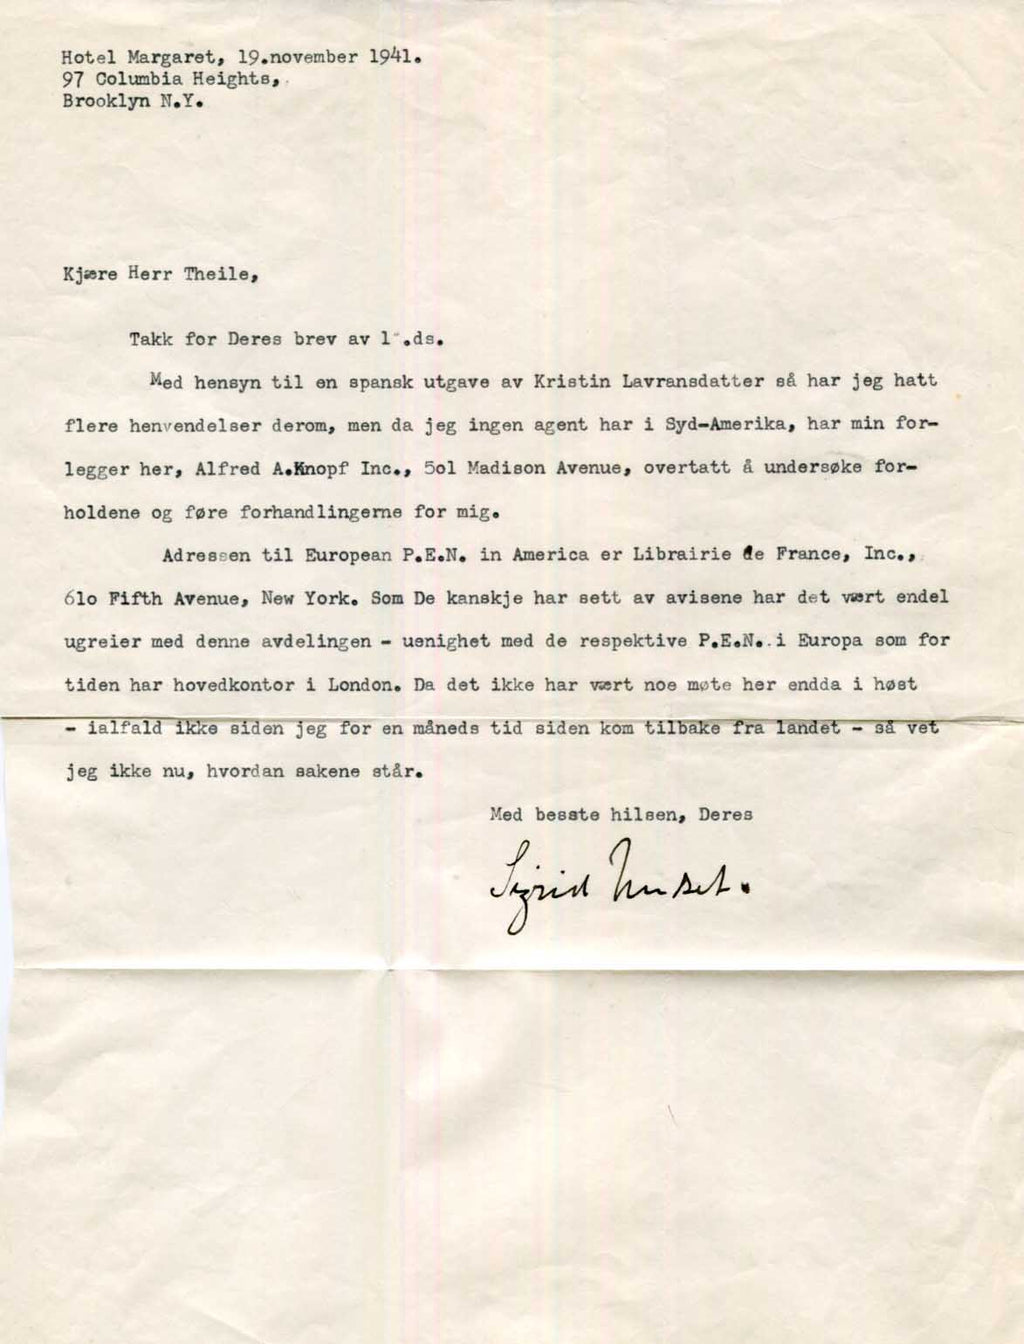 Hotel Margaret, 19.november 1941.
97 Columbia Heights,
Brooklyn N.Y.
Kjære Herr Theile,
Takk for Deres brev av .ds.
Med hensyn til en spansk utgave av Kristin Lavransdatter så har jeg hatt
flere henvendelser derom, men da jeg ingen agent har i Syd-Amerika, har min for-
legger her, Alfred A.Knopf Inc., 5o1 Madison Avenue, overtatt å undersøke for-
holdene og føre forhandlingerne for mig.
Adressen til European P.E.N. in America er Librairie de France, Inc.,
61o Fifth Avenue, New York. Som De kanskje har sett av avisene har det vært endel
ugreier med denne avdelingen - uenighet med de respektive P.E.N..i Europa som for
tiden har hovedkontor i London. Da det ikke har vært noe møte her endda i høst
- ialfald ikke siden jeg for en måneds tid siden kom tilbake fra landet - så vet
jeg ikke nu, hvordan sakene står.
Med besste hilsen, Deres
Sigrid Undset.